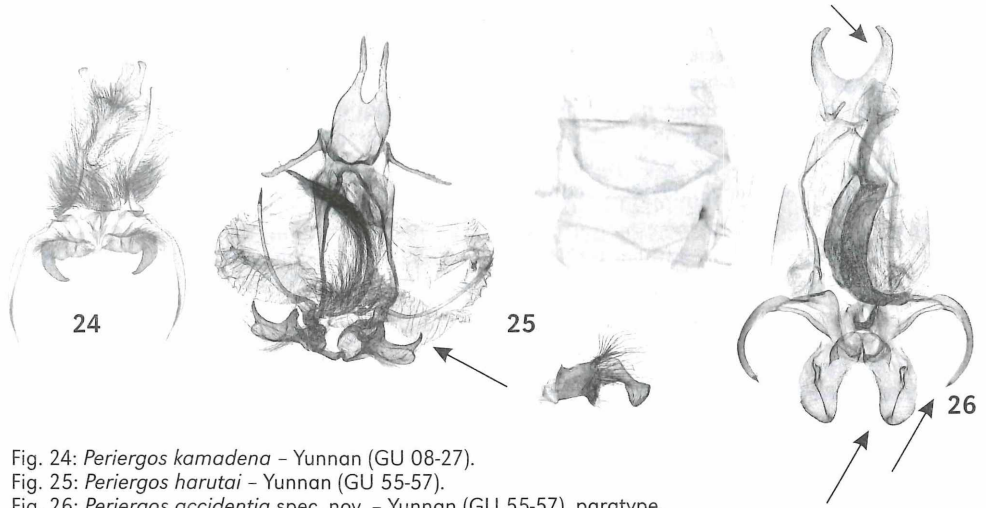 24
25
26
Fig. 24: Periergos kamadena – Yunnan (GU 08-27).
Fig. 25: Periergos harutai – Yunnan (GU 55-57).
Fig. 26: Periergos accidentia spec. nov. – Yunnan (GU 55-57), paratype